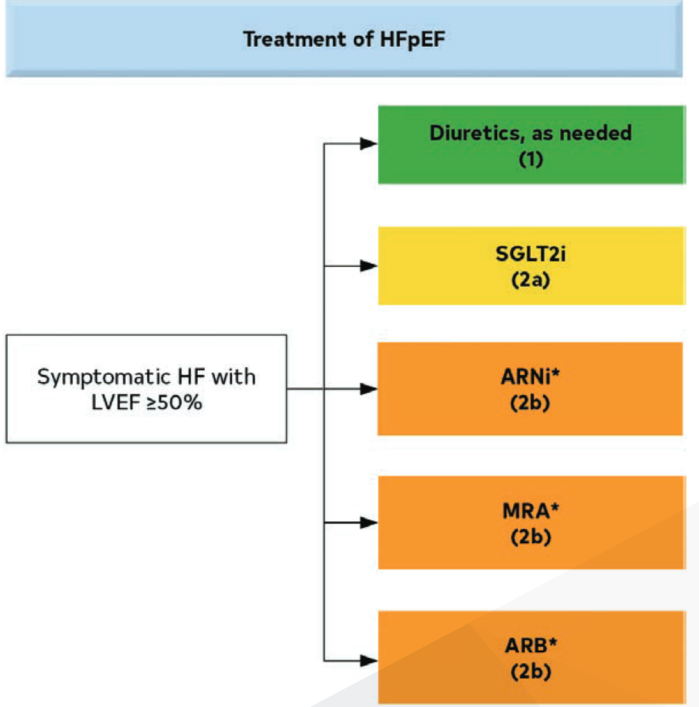 Treatment of HFpEF
Diuretics, as needed
(1)
SGLT2i
(2a)
Symptomatic HF with
LVEF ≥50%
ARNi*
(2b)
MRA*
(2b)
ARB*
(2b)